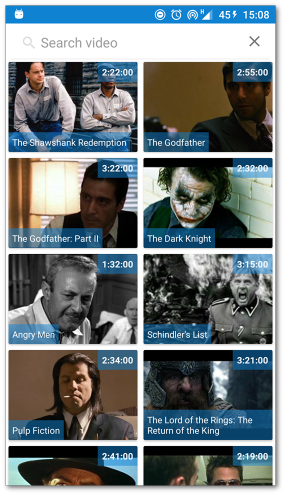 45 15:08
Search video
2:22:00
2:55:00
The Shawshank Redemption
The Godfather
3:22:00
2:32:00
The Godfather: Part II
The Dark Knight
1:32:00
3:15:00
Angry Men
Schindler's List
2:34:00
3:21:00
Pulp Fiction
The Lord of the Rings: The
Return of the King
2:41:00
2:19:00